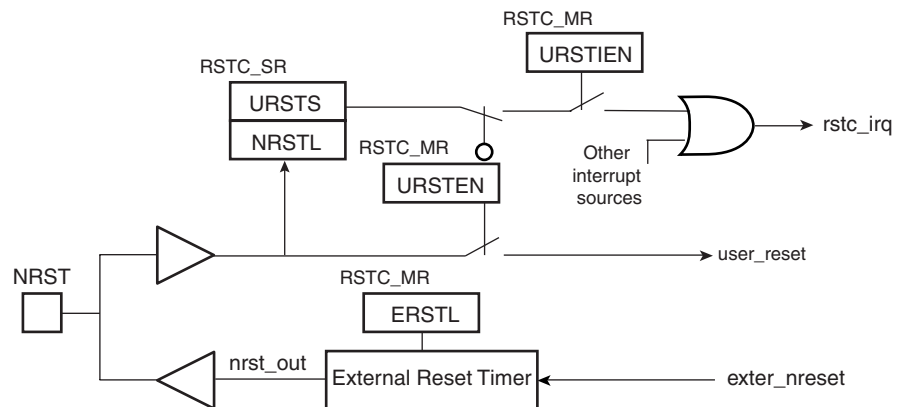 RSTC_MR
URSTIEN
RSTC_SR
URSTS
NRSTL
RSTC_MR
URSTEN
rstc_irq
Other
interrupt
sources
user_reset
NRST
RSTC_MR
ERSTL
nrst_out
External Reset Timer
exter_nreset